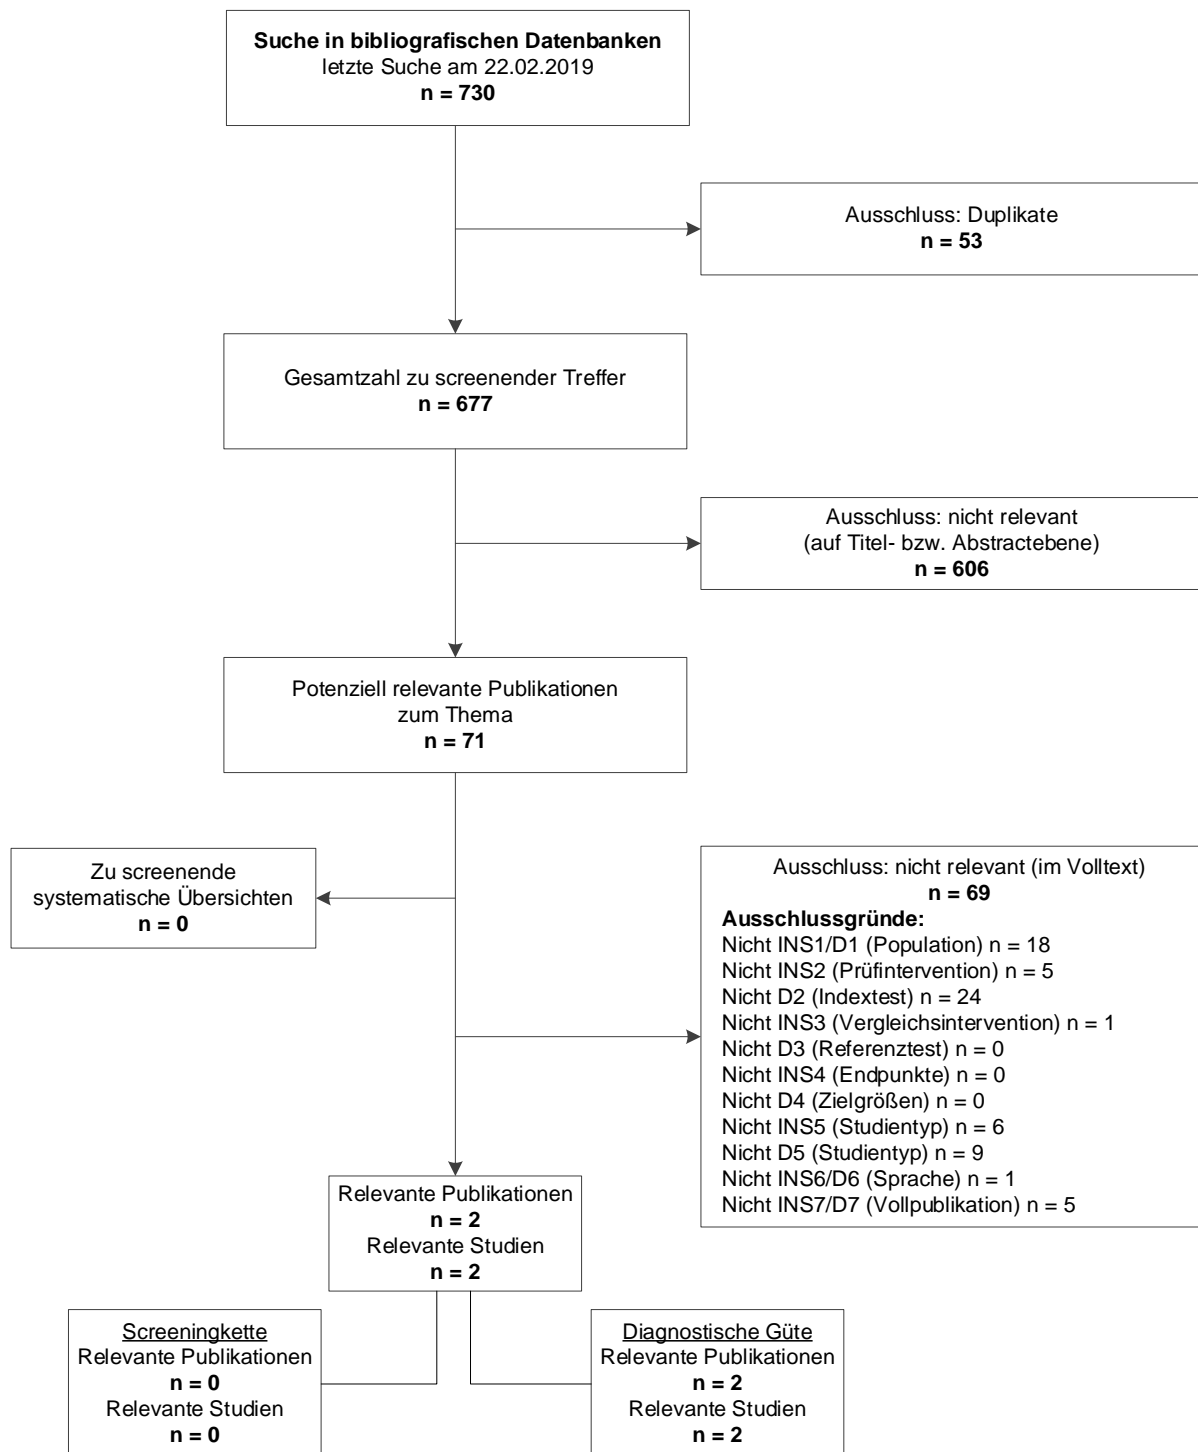 Suche in bibliografischen Datenbanken
letzte Suche am 22.02.2019
n = 730
Ausschluss: Duplikate
n = 53
Gesamtzahl zu screenender Treffer
n = 677
Ausschluss: nicht relevant
(auf Titel- bzw. Abstractebene)
n = 606
Potenziell relevante Publikationen
zum Thema
n = 71
Zu screenende
systematische Übersichten
n = 0
Ausschluss: nicht relevant (im Volltext)
n = 69
Ausschlussgründe:
Nicht INS1/D1 (Population) n = 18
Nicht INS2 (Prüfintervention) n = 5
Nicht D2 (Indextest) n = 24
Nicht INS3 (Vergleichsintervention) n = 1
Nicht D3 (Referenztest) n = 0
Nicht INS4 (Endpunkte) n = 0
Nicht D4 (Zielgrößen) n = 0
Nicht INS5 (Studientyp) n = 6
Nicht D5 (Studientyp) n = 9
Nicht INS6/D6 (Sprache) n = 1
Nicht INS7/D7 (Vollpublikation) n = 5
Relevante Publikationen
n = 2
Relevante Studien
n = 2
Screeningkette
Relevante Publikationen
n = 0
Relevante Studien
n = 0
Diagnostische Güte
Relevante Publikationen
n = 2
Relevante Studien
n = 2